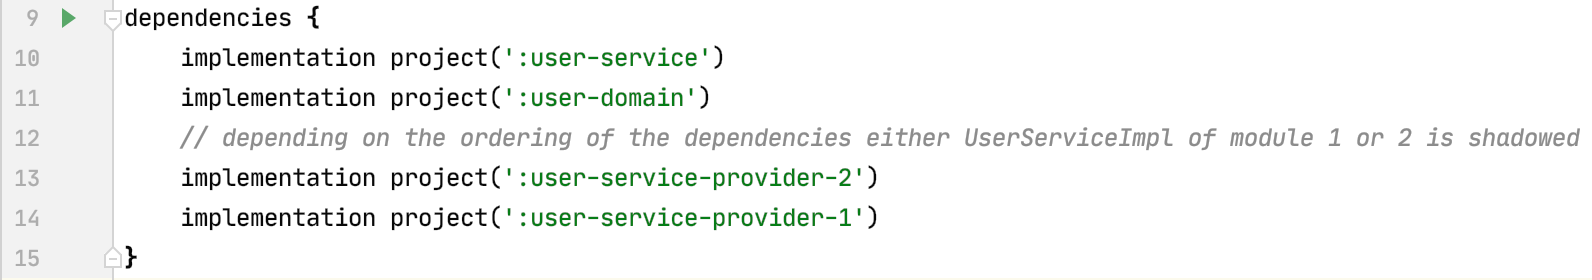 9 dependencies {
10 implementation project(':user-service')
11 implementation project(':user-domain')
12 // depending on the ordering of the dependencies either UserServiceImpl of module 1 or 2 is shadowed
13 implementation project(':user-service-provider-2')
14 implementation project(':user-service-provider-1')
15 }